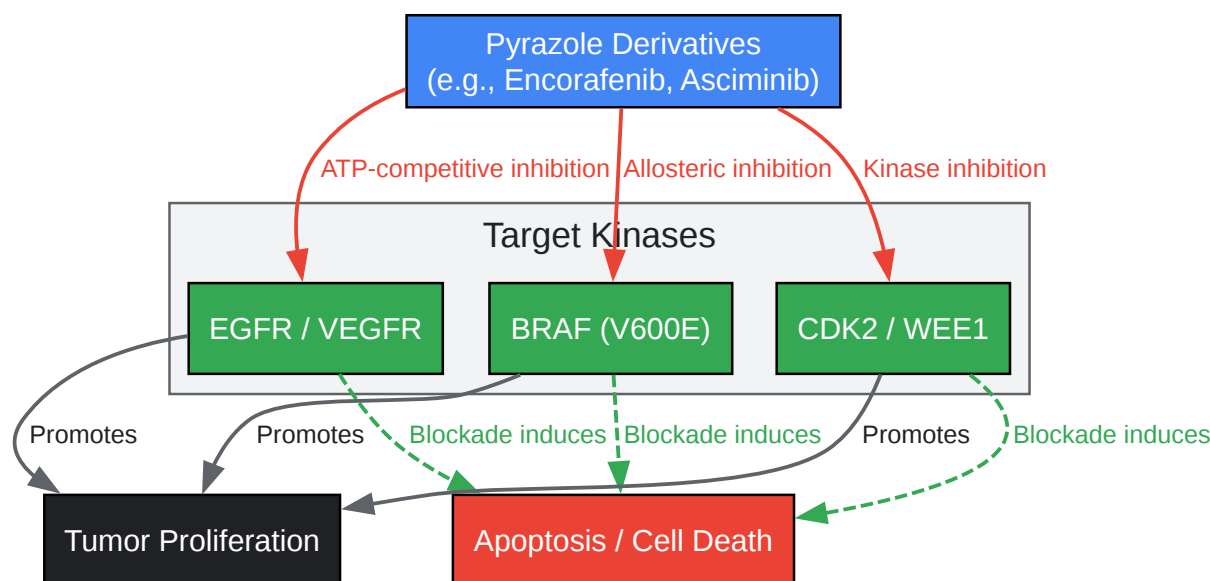 Pyrazole Derivatives
(e.g., Encorafenib, Asciminib)
ATP-competitive inhibition
Allosteric inhibition
Kinase inhibition
Target Kinases
EGFR / VEGFR
BRAF (V600E)
CDK2 / WEE1
Promotes
Promotes
Blockade induces
Blockade induces
Promotes
Blockade induces
Tumor Proliferation
Apoptosis / Cell Death